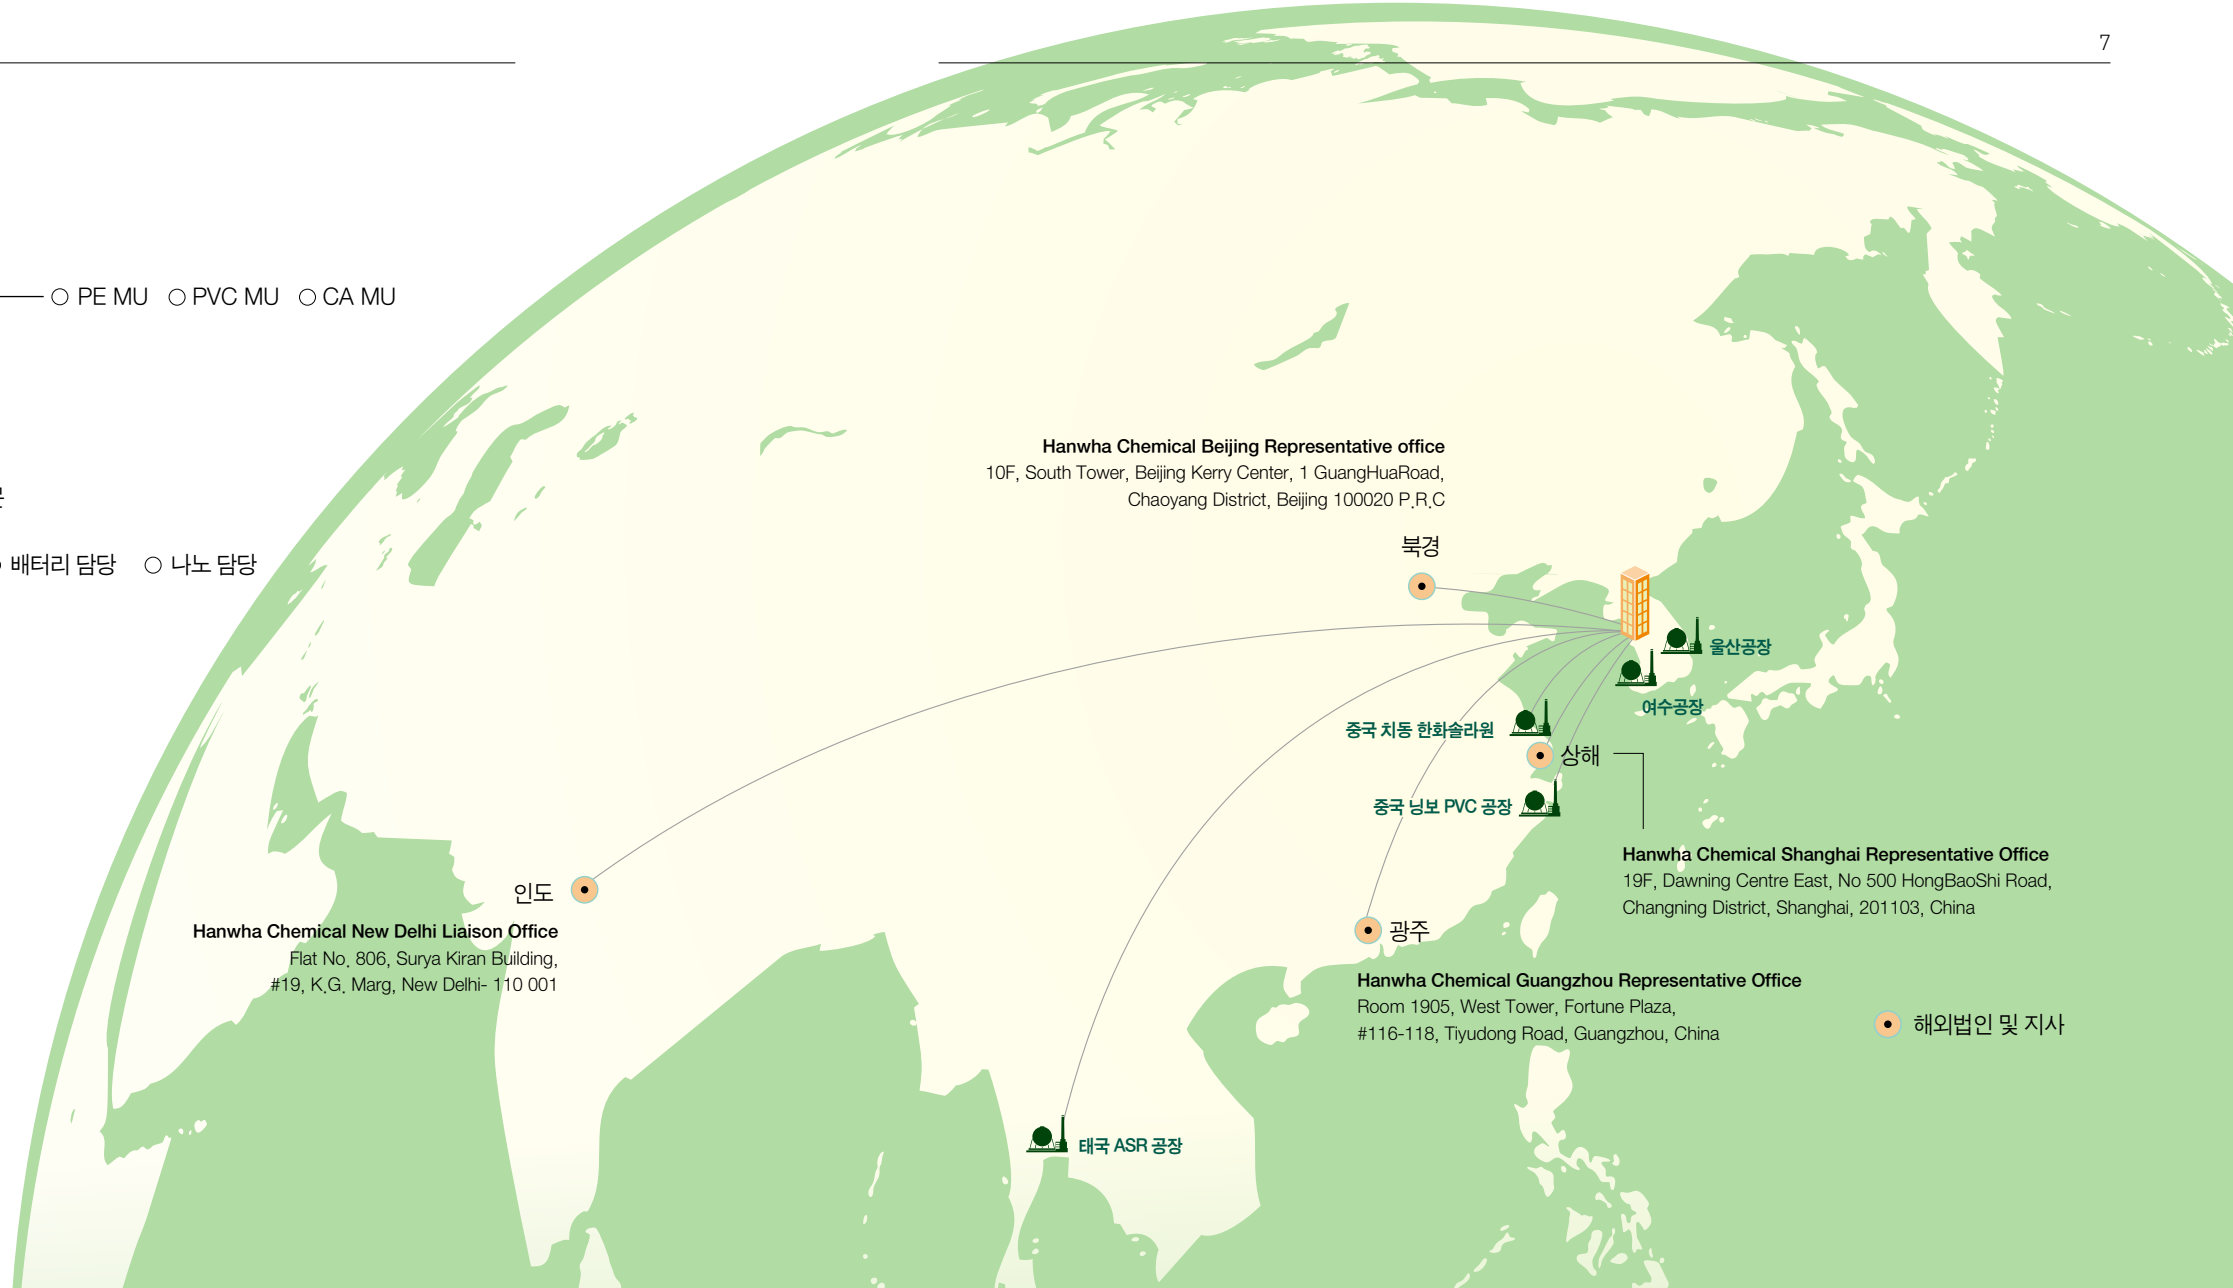 7
PE MU PVC MU CA MU
배터리 담당 나노 담당
Hanwha Chemical Beijing Representative office
10F, South Tower, Beijing Kerry Center, 1 GuangHuaRoad,
Chaoyang District, Beijing 100020 P.R.C
북경
울산공장
여수공장
중국 치동 한화솔라원
상해
중국 닝보 PVC 공장
Hanwha Chemical Shanghai Representative Office
19F, Dawning Centre East, No 500 HongBaoShi Road,
Changning District, Shanghai, 201103, China
인도
Hanwha Chemical New Delhi Liaison Office
Flat No. 806, Surya Kiran Building,
#19, K.G. Marg, New Delhi- 110 001
광주
Hanwha Chemical Guangzhou Representative Office
Room 1905, West Tower, Fortune Plaza,
#116-118, Tiyudong Road, Guangzhou, China
해외법인 및 지사
태국 ASR 공장